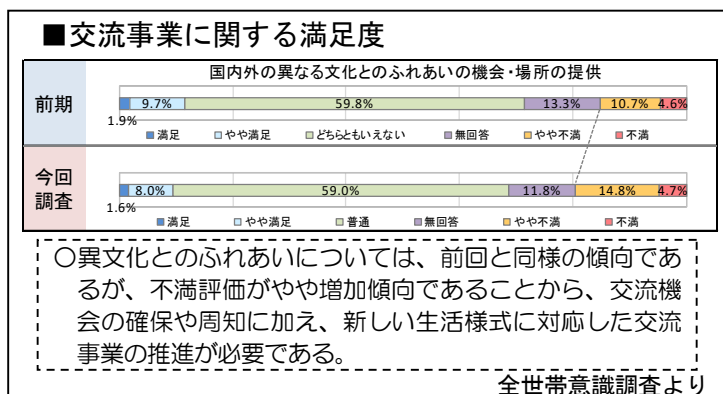 ■交流事業に関する満足度
国内外の異なる文化とのふれあいの機会・場所の提供
前期
9.7% 59.8% 13.3% 10.7% 4.6%
1.9%
■満足 □やや満足 □どちらともいえない ■無回答 ■やや不満 ■不満
今回
調査
8.0% 59.0% 11.8% 14.8% 4.7%
1.6%
■満足 □やや満足 □普通 ■無回答 ■やや不満 ■不満
○異文化とのふれあいについては、前回と同様の傾向であ
るが、不満評価がやや増加傾向であることから、交流機
会の確保や周知に加え、新しい生活様式に対応した交流
事業の推進が必要である。
全世帯意識調査より